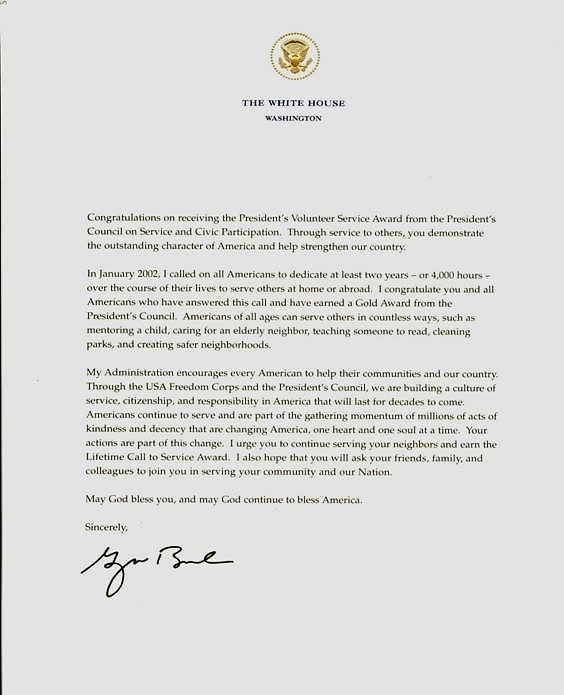 THE WHITE HOUSE
WASHINGTON
Congratulations on receiving the President's Volunteer Service Award from the President's
Council on Service and Civic Participation. Through service to others, you demonstrate
the outstanding character of America and help strengthen our country.
In January 2002, I called on all Americans to dedicate at least two years – or 4,000 hours –
over the course of their lives to serve others at home or abroad. I congratulate you and all
Americans who have answered this call and have earned a Gold Award from the
President's Council. Americans of all ages can serve others in countless ways, such as
mentoring a child, caring for an elderly neighbor, teaching someone to read, cleaning
parks, and creating safer neighborhoods.
My Administration encourages every American to help their communities and our country.
Through the USA Freedom Corps and the President's Council, we are building a culture of
service, citizenship, and responsibility in America that will last for decades to come.
Americans continue to serve and are part of the gathering momentum of millions of acts of
kindness and decency that are changing America, one heart and one soul at a time. Your
actions are part of this change. I urge you to continue serving your neighbors and earn the
Lifetime Call to Service Award. I also hope that you will ask your friends, family, and
colleagues to join you in serving your community and our Nation.
May God bless you, and may God continue to bless America.
Sincerely,